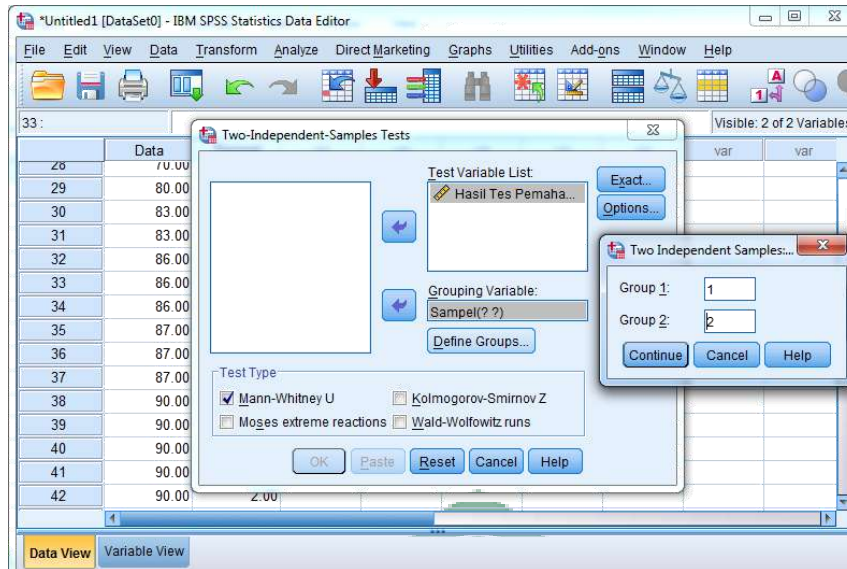 *Untitled1 [DataSet0] - IBM SPSS Statistics Data Editor
File Edit View Data Transform Analyze Direct Marketing Graphs Utilities Add-ons Window Help
33 :
Visible: 2 of 2 Variables
Data
var var
28 70.00
29 80.00
30 83.00
31 83.00
32 86.00
33 86.00
34 86.00
35 87.00
36 87.00
37 87.00
38 90.00
39 90.00
40 90.00
41 90.00
42 90.00 2.00
Two-Independent-Samples Tests
Test Variable List:
Hasil Tes Pemaha...
Exact...
Options...
Grouping Variable:
Sampel(? ?)
Define Groups...
Test Type
Mann-Whitney U Kolmogorov-Smirnov Z
Moses extreme reactions Wald-Wolfowitz runs
OK Paste Reset Cancel Help
Two Independent Samples:...
Group 1: 1
Group 2: 2
Continue Cancel Help
Data View Variable View